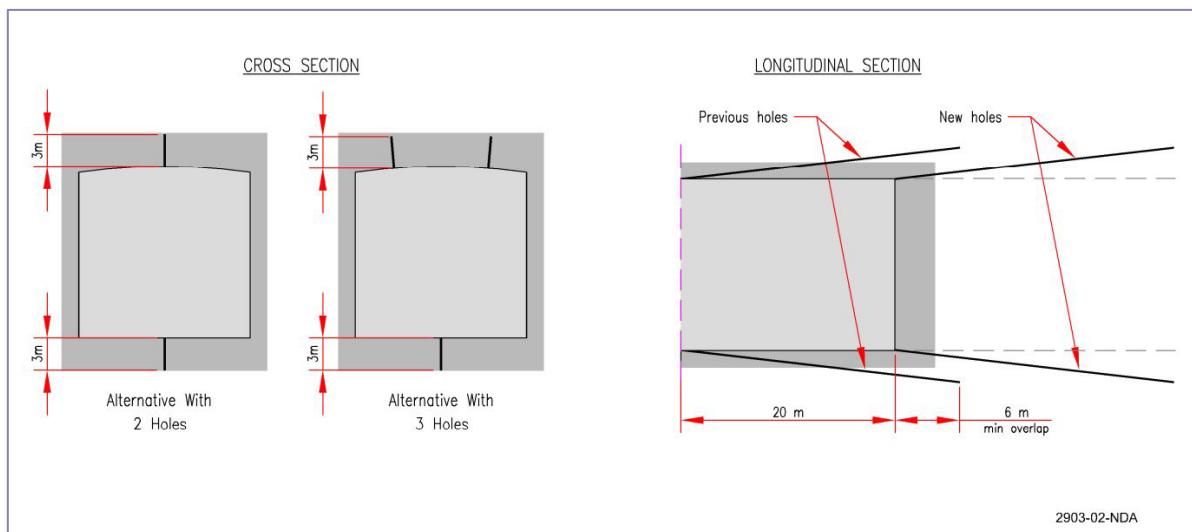 CROSS SECTION
3m
3m
Alternative With
2 Holes
3m
3m
Alternative With
3 Holes
LONGITUDINAL SECTION
Previous holes
New holes
20 m
6 m
min overlap
2903-02-NDA